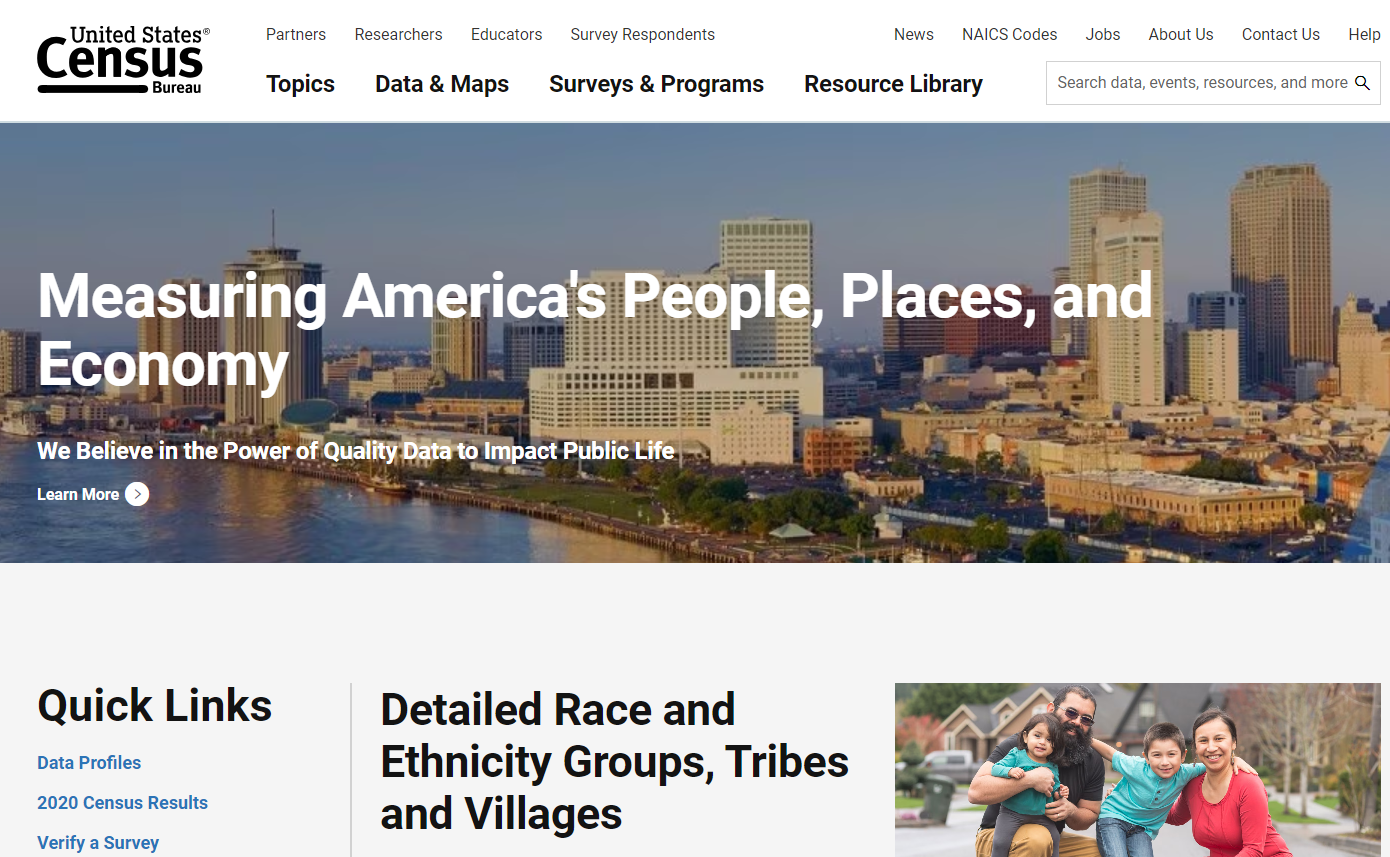 United States®
Census
Bureau
Partners Researchers Educators Survey Respondents
News NAICS Codes Jobs About Us Contact Us Help
Topics Data & Maps Surveys & Programs Resource Library
Search data, events, resources, and more
Measuring America's People, Places, and
Economy
We Believe in the Power of Quality Data to Impact Public Life
Learn More
Quick Links
Data Profiles
2020 Census Results
Verify a Survey
Detailed Race and
Ethnicity Groups, Tribes
and Villages